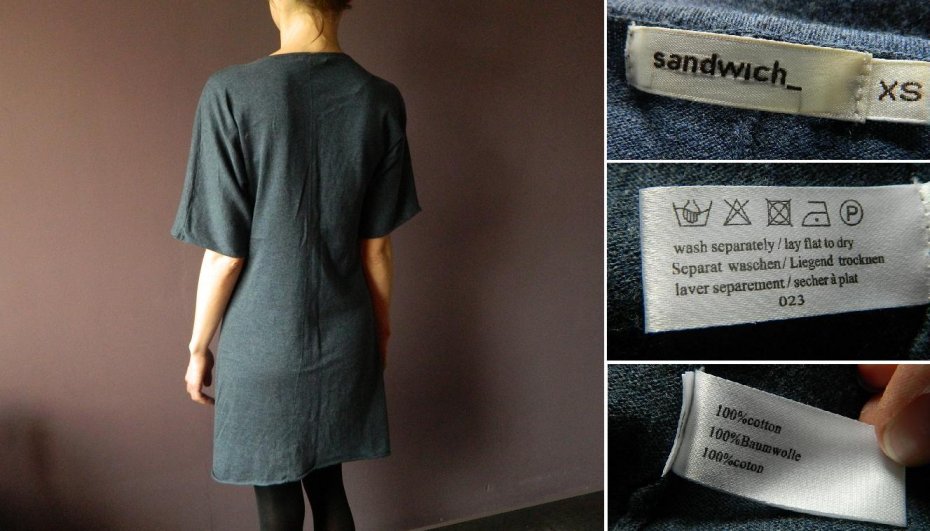 sandwich_
XS
P
wash separately / lay flat to dry
Separat waschen / Liegend trocknen
laver separement / secher à plat
023
100%cotton
100%Baumwolle
100%coton